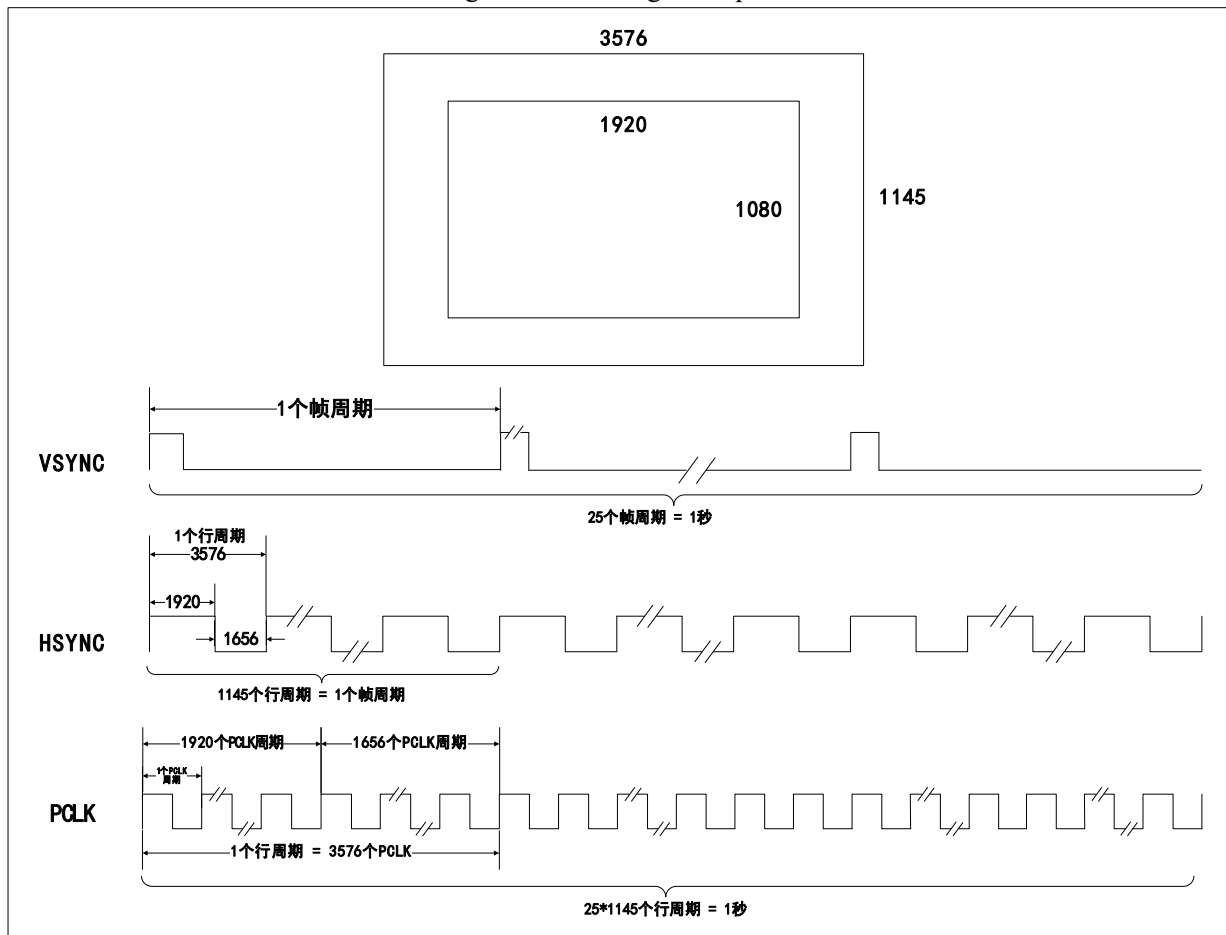 3576
1920
1080
1145
1个帧周期
VSYNC
25个帧周期 = 1秒
1个行周期
3576
1920
1656
HSYNC
1145个行周期 = 1个帧周期
1920个PCLK周期
1656个PCLK周期
1个PCLK
周期
PCLK
1个行周期 = 3576个PCLK
25*1145个行周期 = 1秒